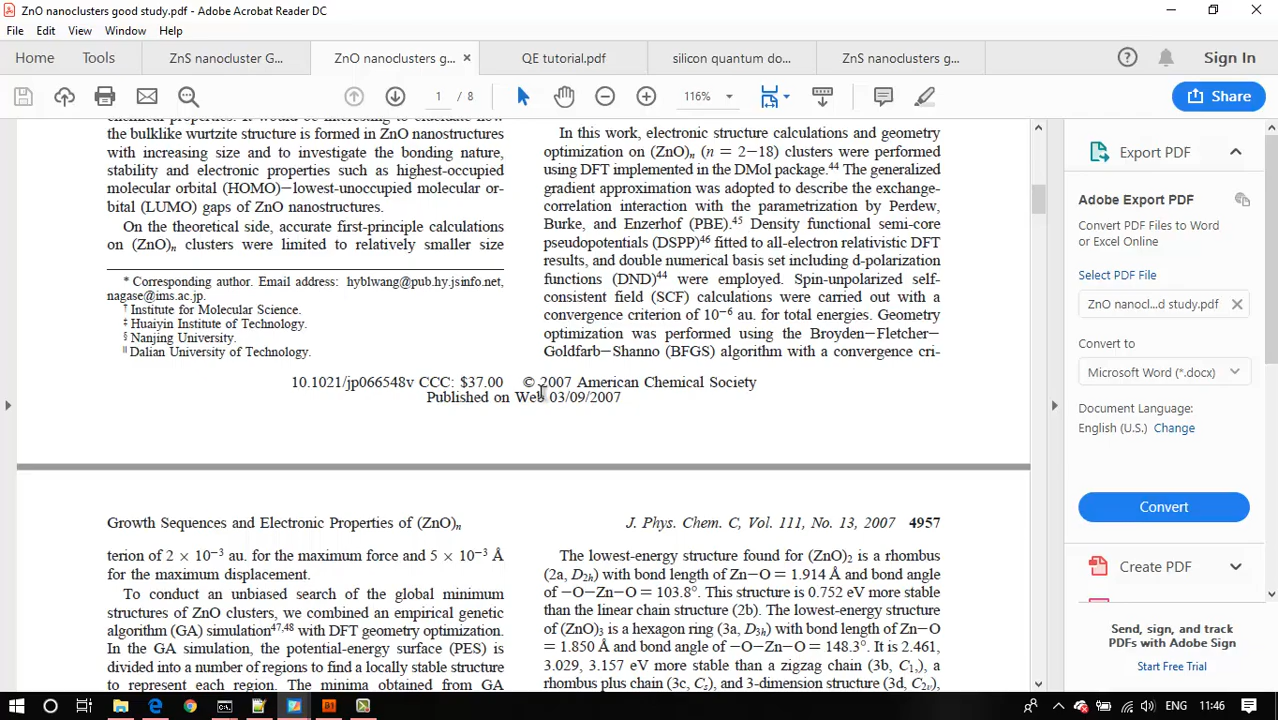 ZnO nanoclusters good study.pdf - Adobe Acrobat Reader DC
File Edit View Window Help
Home Tools ZnS nanocluster G... ZnO nanoclusters g... × QE tutorial.pdf silicon quantum do... ZnS nanoclusters g... Sign In
1 / 8 116% Share
the bulklike wurtzite structure is formed in ZnO nanostructures
with increasing size and to investigate the bonding nature,
stability and electronic properties such as highest-occupied
molecular orbital (HOMO)−lowest-unoccupied molecular or-
bital (LUMO) gaps of ZnO nanostructures.
On the theoretical side, accurate first-principle calculations
on (ZnO)n clusters were limited to relatively smaller size
* Corresponding author. Email address: hyblwang@pub.hy.jsinfo.net,
nagase@ims.ac.jp.
† Institute for Molecular Science.
‡ Huaiyin Institute of Technology.
§ Nanjing University.
|| Dalian University of Technology.
In this work, electronic structure calculations and geometry
optimization on (ZnO)n (n = 2−18) clusters were performed
using DFT implemented in the DMol package.44 The generalized
gradient approximation was adopted to describe the exchange-
correlation interaction with the parametrization by Perdew,
Burke, and Enzerhof (PBE).45 Density functional semi-core
pseudopotentials (DSPP)46 fitted to all-electron relativistic DFT
results, and double numerical basis set including d-polarization
functions (DND)44 were employed. Spin-unpolarized self-
consistent field (SCF) calculations were carried out with a
convergence criterion of 10−6 au. for total energies. Geometry
optimization was performed using the Broyden−Fletcher−
Goldfarb−Shanno (BFGS) algorithm with a convergence cri-
10.1021/jp066548v CCC: $37.00 © 2007 American Chemical Society
Published on Web 03/09/2007
Growth Sequences and Electronic Properties of (ZnO)n J. Phys. Chem. C, Vol. 111, No. 13, 2007 4957
terion of 2 × 10−3 au. for the maximum force and 5 × 10−3 Å
for the maximum displacement.
To conduct an unbiased search of the global minimum
structures of ZnO clusters, we combined an empirical genetic
algorithm (GA) simulation47,48 with DFT geometry optimization.
In the GA simulation, the potential-energy surface (PES) is
divided into a number of regions to find a locally stable structure
to represent each region. The minima obtained from GA
The lowest-energy structure found for (ZnO)2 is a rhombus
(2a, D2h) with bond length of Zn−O = 1.914 Å and bond angle
of −O−Zn−O = 103.8°. This structure is 0.752 eV more stable
than the linear chain structure (2b). The lowest-energy structure
of (ZnO)3 is a hexagon ring (3a, D3h) with bond length of Zn−O
= 1.850 Å and bond angle of −O−Zn−O = 148.3°. It is 2.461,
3.029, 3.157 eV more stable than a zigzag chain (3b, C1,), a
rhombus plus chain (3c, Cs), and 3-dimension structure (3d, C2v),
Export PDF
Adobe Export PDF
Convert PDF Files to Word
or Excel Online
Select PDF File
ZnO nanocl...d study.pdf ×
Convert to
Microsoft Word (*.docx)
Document Language:
English (U.S.) Change
Convert
Create PDF
Send, sign, and track
PDFs with Adobe Sign
Start Free Trial
ENG 11:46